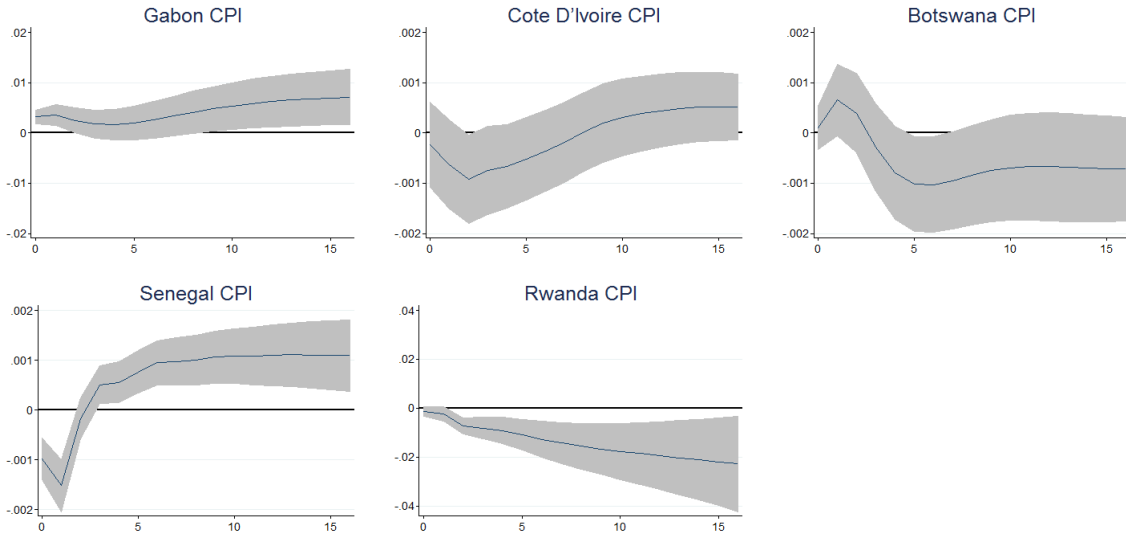 Gabon CPI
.02
.01
0
-.01
-.02
0 5 10 15
Cote D’Ivoire CPI
.002
.001
0
-.001
-.002
0 5 10 15
Botswana CPI
.002
.001
0
-.001
-.002
0 5 10 15
Senegal CPI
.002
.001
0
-.001
-.002
0 5 10 15
Rwanda CPI
.04
.02
0
-.02
-.04
0 5 10 15